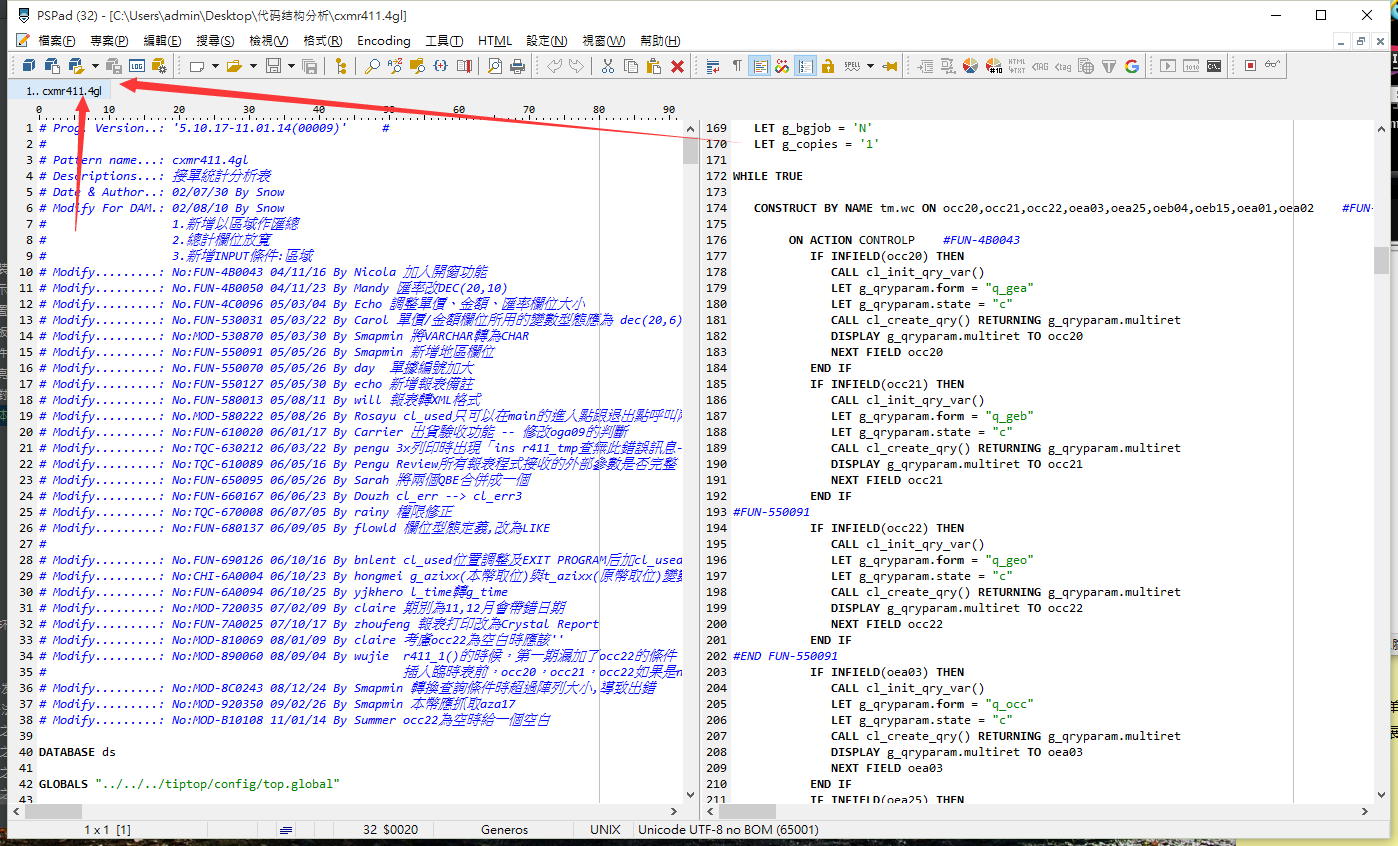 PSPad (32) - [C:\Users\admin\Desktop\代码结构分析\cxmr411.4gl]
檔案(F) 專案(P) 編輯(E) 搜尋(S) 檢視(V) 格式(R) Encoding 工具(T) HTML 設定(N) 視窗(W) 幫助(H)
1.. cxmr411.4gl
0 10 20 30 40 50 60 70 80 90
1 # Prog. Version..: '5.10.17-11.01.14(00009)' #
2 #
3 # Pattern name...: cxmr411.4gl
4 # Descriptions...: 接單統計分析表
5 # Date & Author..: 02/07/30 By Snow
6 # Modify For DAM.: 02/08/10 By Snow
7 # 1.新增以區域作匯總
8 # 2.總計欄位放寬
9 # 3.新增INPUT條件:區域
10 # Modify.........: No:FUN-4B0043 04/11/16 By Nicola 加入開窗功能
11 # Modify.........: No.FUN-4B0050 04/11/23 By Mandy 匯率改DEC(20,10)
12 # Modify.........: No.FUN-4C0096 05/03/04 By Echo 調整單價、金額、匯率欄位大小
13 # Modify.........: No.FUN-530031 05/03/22 By Carol 單價/金額欄位所用的變數型態應為 dec(20,6)
14 # Modify.........: No:MOD-530870 05/03/30 By Smapmin 將VARCHAR轉為CHAR
15 # Modify.........: No:FUN-550091 05/05/26 By Smapmin 新增地區欄位
16 # Modify.........: No:FUN-550070 05/05/26 By day 單據編號加大
17 # Modify.........: No:FUN-550127 05/05/30 By echo 新增報表備註
18 # Modify.........: No.FUN-580013 05/08/11 By will 報表轉XML格式
19 # Modify.........: No:MOD-580222 05/08/26 By Rosayu cl_used只可以在main的進入點跟退出點呼叫
20 # Modify.........: No:FUN-610020 06/01/17 By Carrier 出貨驗收功能 -- 修改oga09的判斷
21 # Modify.........: No:TQC-630212 06/03/22 By pengu 3x列印時出現「ins r411_tmp查無此錯誤訊息-
22 # Modify.........: No:TQC-610089 06/05/16 By Pengu Review所有報表程式接收的外部參數是否完整
23 # Modify.........: No:FUN-650095 06/05/26 By Sarah 將兩個QBE合併成一個
24 # Modify.........: No:FUN-660167 06/06/23 By Douzh cl_err --> cl_err3
25 # Modify.........: No:TQC-670008 06/07/05 By rainy 權限修正
26 # Modify.........: No:FUN-680137 06/09/05 By flowld 欄位型態定義,改為LIKE
27 #
28 # Modify.........: No.FUN-690126 06/10/16 By bnlent cl_used位置調整及EXIT PROGRAM后加cl_used
29 # Modify.........: No:CHI-6A0004 06/10/23 By hongmei g_azixx(本幣取位)與t_azixx(原幣取位)變
30 # Modify.........: No:FUN-6A0094 06/10/25 By yjkhero l_time轉g_time
31 # Modify.........: No:MOD-720035 07/02/09 By claire 期別為11,12月會帶錯日期
32 # Modify.........: No:FUN-7A0025 07/10/17 By zhoufeng 報表打印改為Crystal Report
33 # Modify.........: No:MOD-810069 08/01/09 By claire 考慮occ22為空白時應該''
34 # Modify.........: No:MOD-890060 08/09/04 By wujie r411_1()的時候，第一期漏加了occ22的條件
35 # 插入臨時表前，occ20，occ21，occ22如果是n
36 # Modify.........: No:MOD-8C0243 08/12/24 By Smapmin 轉換查詢條件時超過陣列大小,導致出錯
37 # Modify.........: No:MOD-920350 09/02/26 By Smapmin 本幣應抓取aza17
38 # Modify.........: No:MOD-B10108 11/01/14 By Summer occ22為空時給一個空白
39
40 DATABASE ds
41
42 GLOBALS "../../../tiptop/config/top.global"
43
169 LET g_bgjob = 'N'
170 LET g_copies = '1'
171
172 WHILE TRUE
173
174 CONSTRUCT BY NAME tm.wc ON occ20,occ21,occ22,oea03,oea25,oeb04,oeb15,oea01,oea02 #FUN-
175
176 ON ACTION CONTROLP #FUN-4B0043
177 IF INFIELD(occ20) THEN
178 CALL cl_init_qry_var()
179 LET g_qryparam.form = "q_gea"
180 LET g_qryparam.state = "c"
181 CALL cl_create_qry() RETURNING g_qryparam.multiret
182 DISPLAY g_qryparam.multiret TO occ20
183 NEXT FIELD occ20
184 END IF
185 IF INFIELD(occ21) THEN
186 CALL cl_init_qry_var()
187 LET g_qryparam.form = "q_geb"
188 LET g_qryparam.state = "c"
189 CALL cl_create_qry() RETURNING g_qryparam.multiret
190 DISPLAY g_qryparam.multiret TO occ21
191 NEXT FIELD occ21
192 END IF
193 #FUN-550091
194 IF INFIELD(occ22) THEN
195 CALL cl_init_qry_var()
196 LET g_qryparam.form = "q_geo"
197 LET g_qryparam.state = "c"
198 CALL cl_create_qry() RETURNING g_qryparam.multiret
199 DISPLAY g_qryparam.multiret TO occ22
200 NEXT FIELD occ22
201 END IF
202 #END FUN-550091
203 IF INFIELD(oea03) THEN
204 CALL cl_init_qry_var()
205 LET g_qryparam.form = "q_occ"
206 LET g_qryparam.state = "c"
207 CALL cl_create_qry() RETURNING g_qryparam.multiret
208 DISPLAY g_qryparam.multiret TO oea03
209 NEXT FIELD oea03
210 END IF
211 IF INFIELD(oea25) THEN
1 x 1 [1] 32 $0020 Generos UNIX Unicode UTF-8 no BOM (65001)